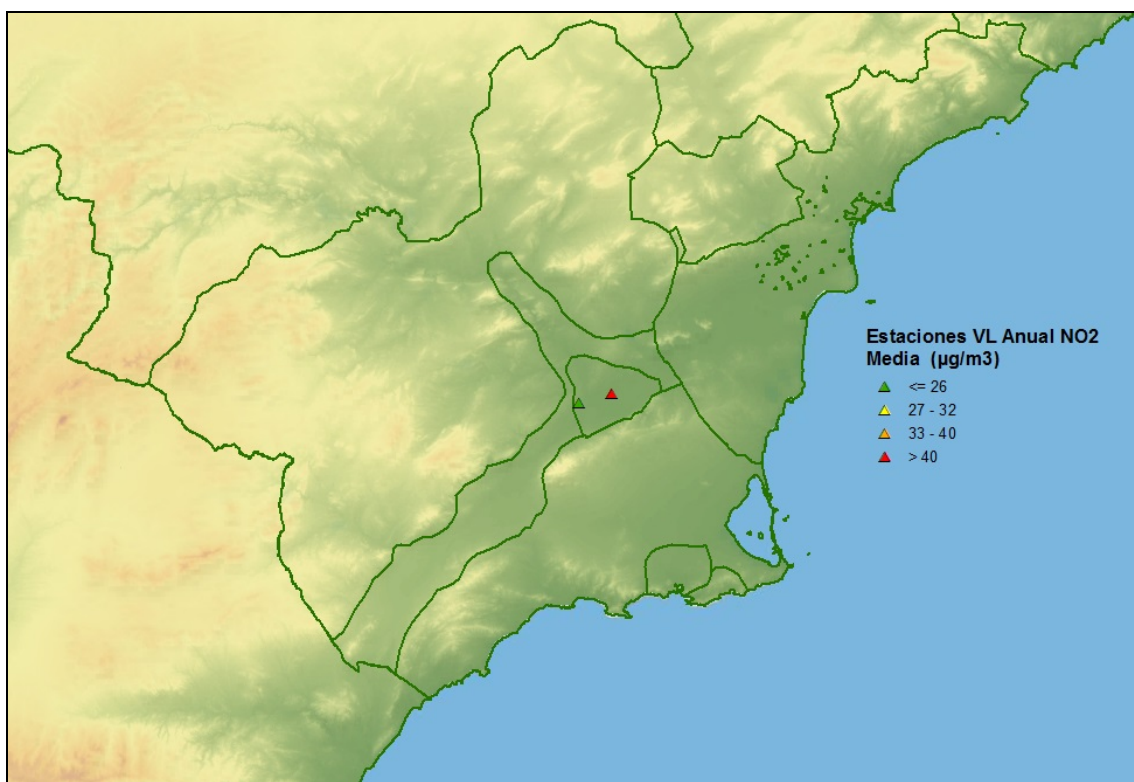 Estaciones VL Anual NO2
Media (µg/m3)
<= 26
27 - 32
33 - 40
> 40